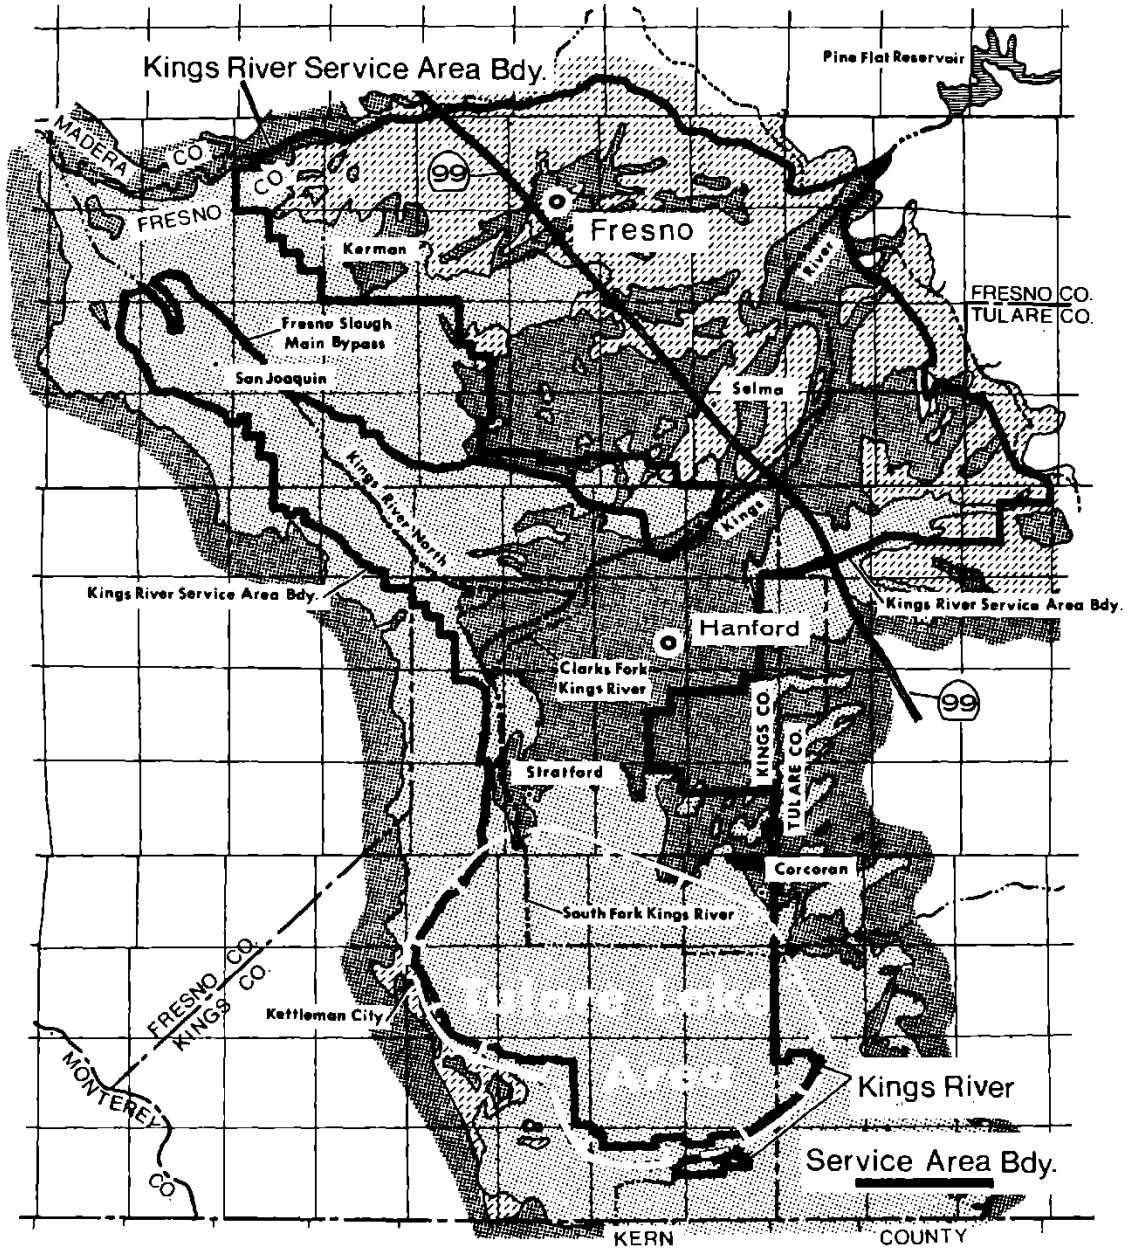 Pine Flat Reservoir
Kings River Service Area Bdy.
MADERA CO.
99
CO.
FRESNO
Fresno
Kerman
River
FRESNO CO.
TULARE CO.
Fresno Slough
Main Bypass
San Joaquin
Selma
Kings River North
Kings
Kings River Service Area Bdy.
Kings River Service Area Bdy.
Hanford
Clarks Fork
Kings River
99
KINGS CO.
TULARE CO.
Stratford
Corcoran
South Fork Kings River
FRESNO CO.
KINGS CO.
Tulare Lake
Area
Kettleman City
MONTEREY
CO.
Kings River
Service Area Bdy.
KERN COUNTY